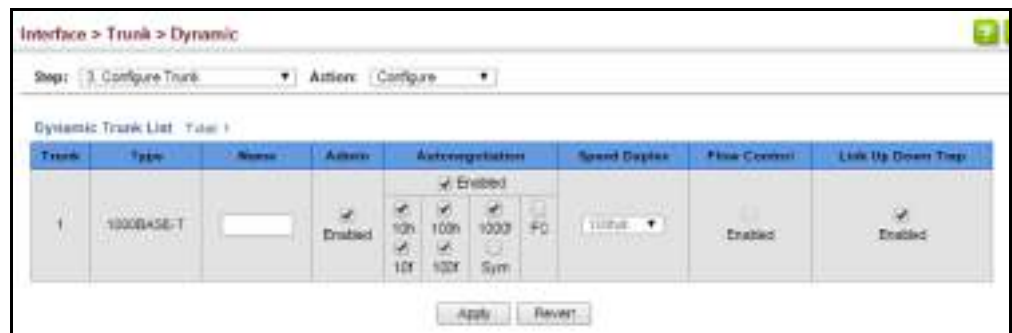 Interface > Trunk > Dynamic
Step: 3. Configure Trunk Action: Configure
Dynamic Trunk List Total: 1
Trunk Type Name Admin Autonegotiation Speed Duplex Flow Control Link Up Down Trap
Enabled
1 1000BASE-T Enabled 10h 100h 1000f FC Enabled Enabled
10f 100f Sym
Apply Revert